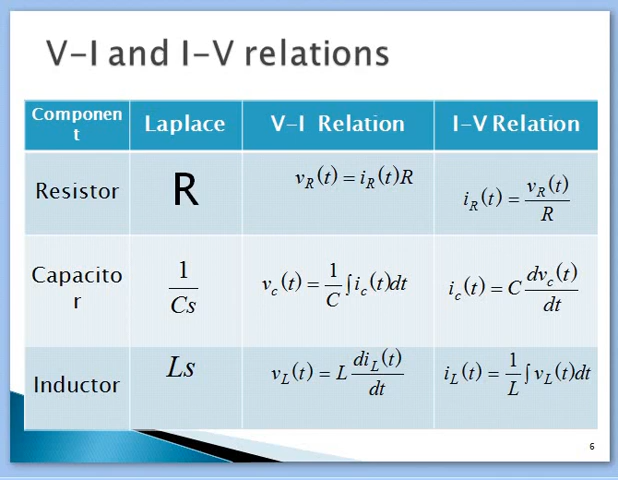 V-I and I-V relations
Componen
t
Laplace
V-I Relation
I-V Relation
Resistor
R
v_R(t) = i_R(t)R
i_R(t) = v_R(t)/R
Capacito
r
1/Cs
v_c(t) = 1/C ∫ i_c(t)dt
i_c(t) = C dv_c(t)/dt
Inductor
Ls
v_L(t) = L di_L(t)/dt
i_L(t) = 1/L ∫ v_L(t)dt
6